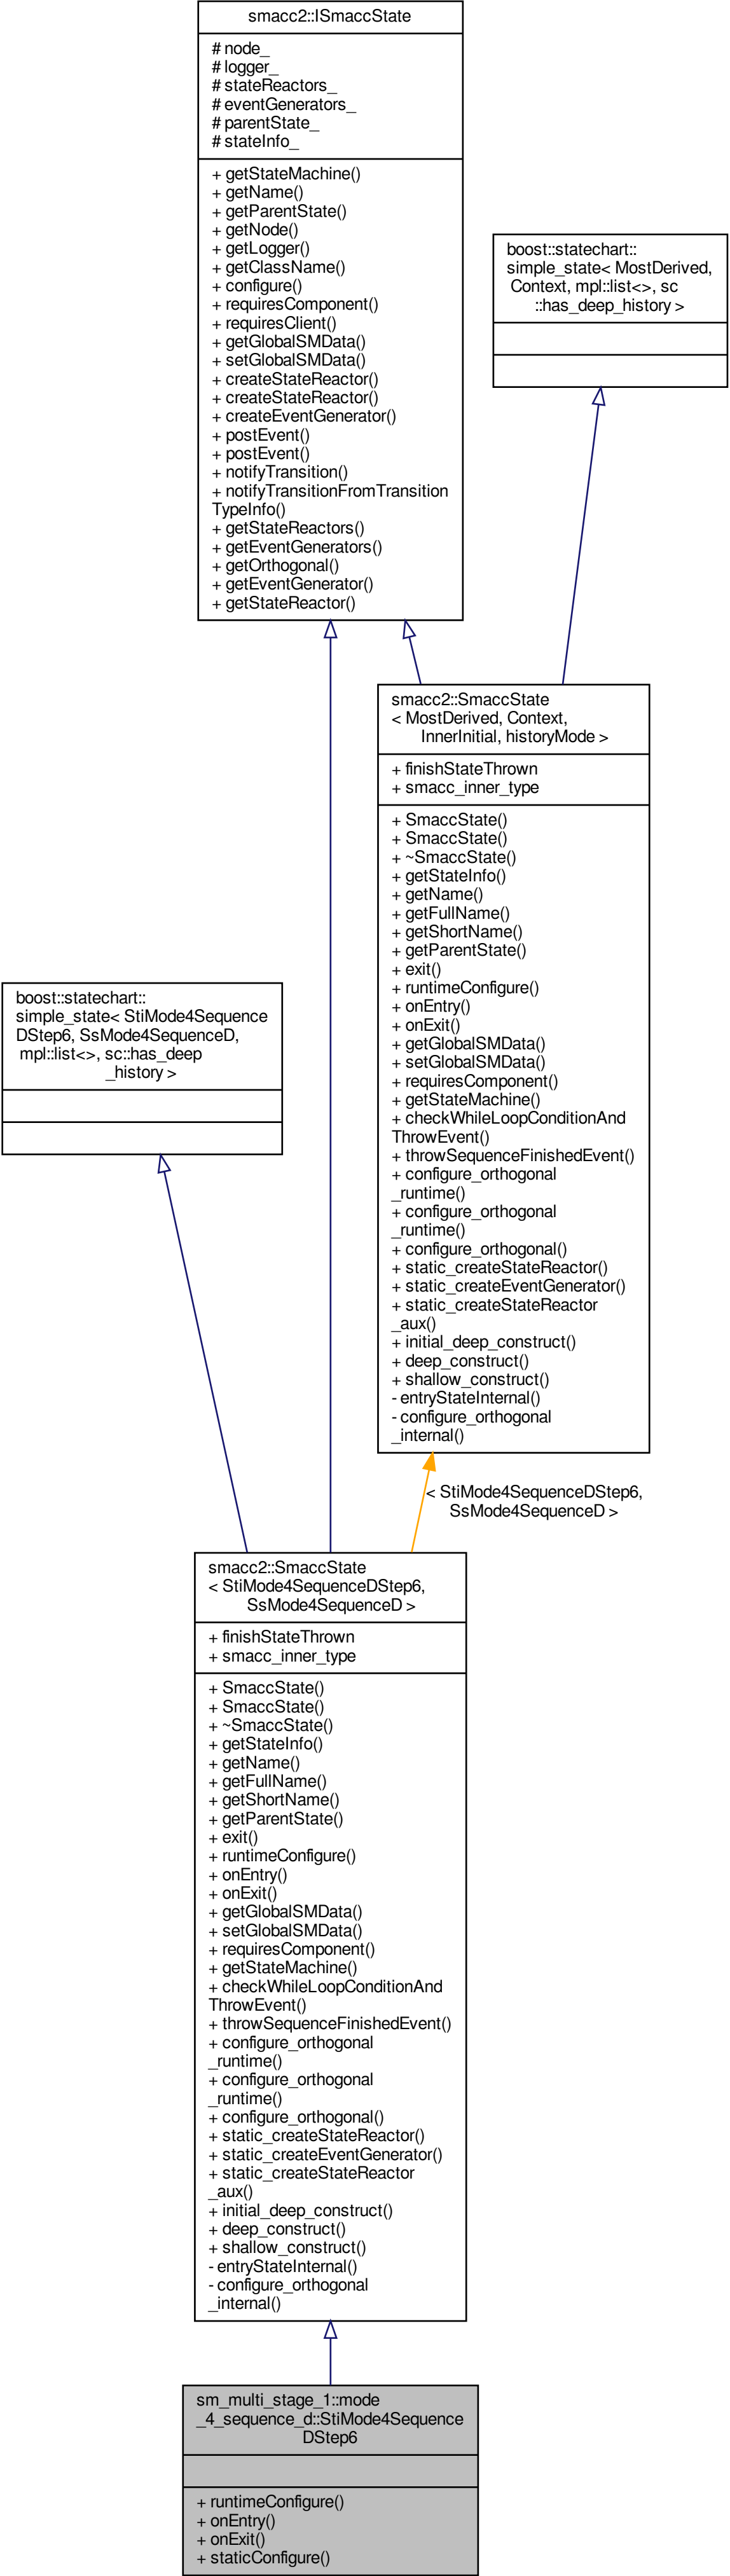 smacc2::ISmaccState
# node_
# logger_
# stateReactors_
# eventGenerators_
# parentState_
# stateInfo_
+ getStateMachine()
+ getName()
+ getParentState()
+ getNode()
+ getLogger()
+ getClassName()
+ configure()
+ requiresComponent()
+ requiresClient()
+ getGlobalSMData()
+ setGlobalSMData()
+ createStateReactor()
+ createStateReactor()
+ createEventGenerator()
+ postEvent()
+ postEvent()
+ notifyTransition()
+ notifyTransitionFromTransition
TypeInfo()
+ getStateReactors()
+ getEventGenerators()
+ getOrthogonal()
+ getEventGenerator()
+ getStateReactor()
boost::statechart::
simple_state< MostDerived,
Context, mpl::list<>, sc
::has_deep_history >
smacc2::SmaccState
< MostDerived, Context,
InnerInitial, historyMode >
+ finishStateThrown
+ smacc_inner_type
+ SmaccState()
+ SmaccState()
+ ~SmaccState()
+ getStateInfo()
+ getName()
+ getFullName()
+ getShortName()
+ getParentState()
+ exit()
+ runtimeConfigure()
+ onEntry()
+ onExit()
+ getGlobalSMData()
+ setGlobalSMData()
+ requiresComponent()
+ getStateMachine()
+ checkWhileLoopConditionAnd
ThrowEvent()
+ throwSequenceFinishedEvent()
+ configure_orthogonal
_runtime()
+ configure_orthogonal
_runtime()
+ configure_orthogonal()
+ static_createStateReactor()
+ static_createEventGenerator()
+ static_createStateReactor
_aux()
+ initial_deep_construct()
+ deep_construct()
+ shallow_construct()
- entryStateInternal()
- configure_orthogonal
_internal()
boost::statechart::
simple_state< StiMode4Sequence
DStep6, SsMode4SequenceD,
mpl::list<>, sc::has_deep
_history >
< StiMode4SequenceDStep6,
SsMode4SequenceD >
smacc2::SmaccState
< StiMode4SequenceDStep6,
SsMode4SequenceD >
+ finishStateThrown
+ smacc_inner_type
+ SmaccState()
+ SmaccState()
+ ~SmaccState()
+ getStateInfo()
+ getName()
+ getFullName()
+ getShortName()
+ getParentState()
+ exit()
+ runtimeConfigure()
+ onEntry()
+ onExit()
+ getGlobalSMData()
+ setGlobalSMData()
+ requiresComponent()
+ getStateMachine()
+ checkWhileLoopConditionAnd
ThrowEvent()
+ throwSequenceFinishedEvent()
+ configure_orthogonal
_runtime()
+ configure_orthogonal
_runtime()
+ configure_orthogonal()
+ static_createStateReactor()
+ static_createEventGenerator()
+ static_createStateReactor
_aux()
+ initial_deep_construct()
+ deep_construct()
+ shallow_construct()
- entryStateInternal()
- configure_orthogonal
_internal()
sm_multi_stage_1::mode
_4_sequence_d::StiMode4Sequence
DStep6
+ runtimeConfigure()
+ onEntry()
+ onExit()
+ staticConfigure()